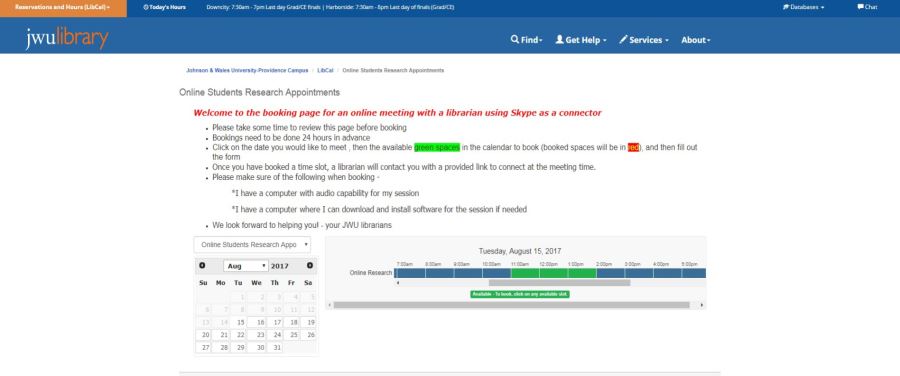 Reservations and Hours (LibCal)
Today's Hours
Downcity: 7:30am - 7pm Last day Grad/CE finals | Harborside: 7:30am - 8pm Last day of finals (Grad/CE)
Databases
Chat
jwulibrary
Find
Get Help
Services
About
Johnson & Wales University-Providence Campus / LibCal / Online Students Research Appointments
Online Students Research Appointments
Welcome to the booking page for an online meeting with a librarian using Skype as a connector
• Please take some time to review this page before booking
• Bookings need to be done 24 hours in advance
• Click on the date you would like to meet , then the available green spaces in the calendar to book (booked spaces will be in red), and then fill out
the form
• Once you have booked a time slot, a librarian will contact you with a provided link to connect at the meeting time.
• Please make sure of the following when booking -
*I have a computer with audio capability for my session
*I have a computer where I can download and install software for the session if needed
• We look forward to helping you! - your JWU librarians
Online Students Research Appo
Aug 2017
Su Mo Tu We Th Fr Sa
1 2 3 4 5
6 7 8 9 10 11 12
13 14 15 16 17 18 19
20 21 22 23 24 25 26
27 28 29 30 31
Tuesday, August 15, 2017
7:00am 8:00am 9:00am 10:00am 11:00am 12:00pm 1:00pm 2:00pm 3:00pm 4:00pm 5:00pm
Online Research
Available - To book, click on any available slot.